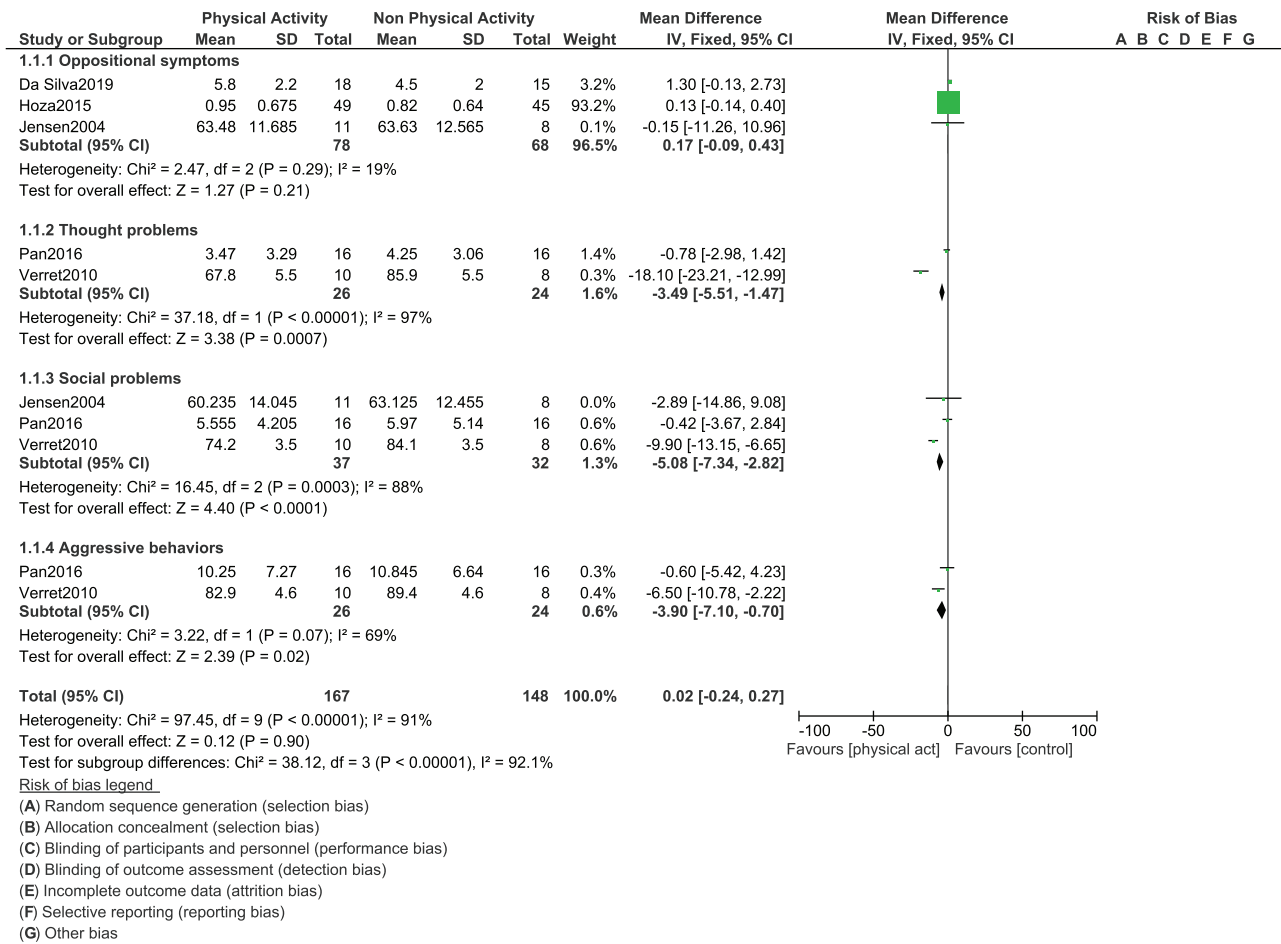 Physical Activity Non Physical Activity Mean Difference Mean Difference Risk of Bias
Study or Subgroup Mean SD Total Mean SD Total Weight IV, Fixed, 95% CI IV, Fixed, 95% CI A B C D E F G
1.1.1 Oppositional symptoms
Da Silva2019 5.8 2.2 18 4.5 2 15 3.2% 1.30 [-0.13, 2.73]
Hoza2015 0.95 0.675 49 0.82 0.64 45 93.2% 0.13 [-0.14, 0.40]
Jensen2004 63.48 11.685 11 63.63 12.565 8 0.1% -0.15 [-11.26, 10.96]
Subtotal (95% CI) 78 68 96.5% 0.17 [-0.09, 0.43]
Heterogeneity: Chi² = 2.47, df = 2 (P = 0.29); I² = 19%
Test for overall effect: Z = 1.27 (P = 0.21)
1.1.2 Thought problems
Pan2016 3.47 3.29 16 4.25 3.06 16 1.4% -0.78 [-2.98, 1.42]
Verret2010 67.8 5.5 10 85.9 5.5 8 0.3% -18.10 [-23.21, -12.99]
Subtotal (95% CI) 26 24 1.6% -3.49 [-5.51, -1.47]
Heterogeneity: Chi² = 37.18, df = 1 (P < 0.00001); I² = 97%
Test for overall effect: Z = 3.38 (P = 0.0007)
1.1.3 Social problems
Jensen2004 60.235 14.045 11 63.125 12.455 8 0.0% -2.89 [-14.86, 9.08]
Pan2016 5.555 4.205 16 5.97 5.14 16 0.6% -0.42 [-3.67, 2.84]
Verret2010 74.2 3.5 10 84.1 3.5 8 0.6% -9.90 [-13.15, -6.65]
Subtotal (95% CI) 37 32 1.3% -5.08 [-7.34, -2.82]
Heterogeneity: Chi² = 16.45, df = 2 (P = 0.0003); I² = 88%
Test for overall effect: Z = 4.40 (P < 0.0001)
1.1.4 Aggressive behaviors
Pan2016 10.25 7.27 16 10.845 6.64 16 0.3% -0.60 [-5.42, 4.23]
Verret2010 82.9 4.6 10 89.4 4.6 8 0.4% -6.50 [-10.78, -2.22]
Subtotal (95% CI) 26 24 0.6% -3.90 [-7.10, -0.70]
Heterogeneity: Chi² = 3.22, df = 1 (P = 0.07); I² = 69%
Test for overall effect: Z = 2.39 (P = 0.02)
Total (95% CI) 167 148 100.0% 0.02 [-0.24, 0.27]
Heterogeneity: Chi² = 97.45, df = 9 (P < 0.00001); I² = 91%
Test for overall effect: Z = 0.12 (P = 0.90)
Test for subgroup differences: Chi² = 38.12, df = 3 (P < 0.00001), I² = 92.1%
-100 -50 0 50 100
Favours [physical act] Favours [control]
Risk of bias legend
(A) Random sequence generation (selection bias)
(B) Allocation concealment (selection bias)
(C) Blinding of participants and personnel (performance bias)
(D) Blinding of outcome assessment (detection bias)
(E) Incomplete outcome data (attrition bias)
(F) Selective reporting (reporting bias)
(G) Other bias